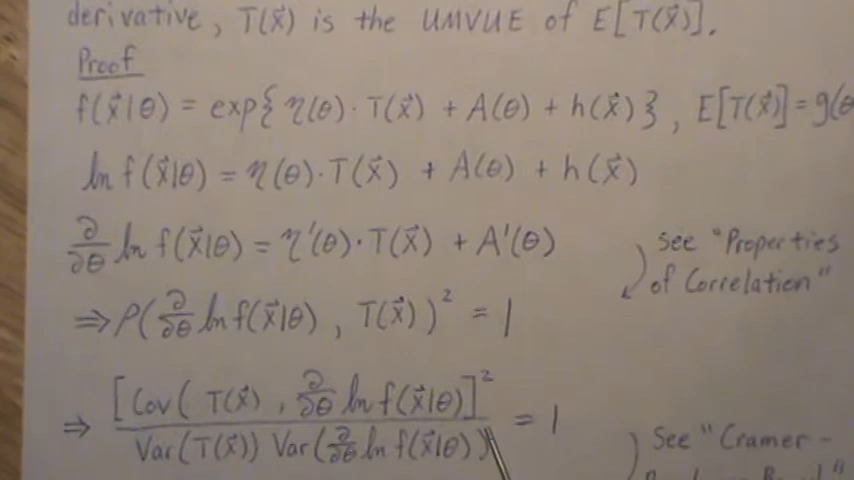 derivative, T(x⃗) is the UMVUE of E[T(x⃗)].
Proof
f(x⃗|θ) = exp{ η(θ)·T(x⃗) + A(θ) + h(x⃗) }, E[T(x⃗)] = g(θ
ln f(x⃗|θ) = η(θ)·T(x⃗) + A(θ) + h(x⃗)
∂/∂θ ln f(x⃗|θ) = η'(θ)·T(x⃗) + A'(θ)
see "Properties
of Correlation"
⇒ ρ(∂/∂θ ln f(x⃗|θ), T(x⃗))² = 1
⇒ [Cov(T(x⃗), ∂/∂θ ln f(x⃗|θ)]² / Var(T(x⃗)) Var(∂/∂θ ln f(x⃗|θ)) = 1
See "Cramer-